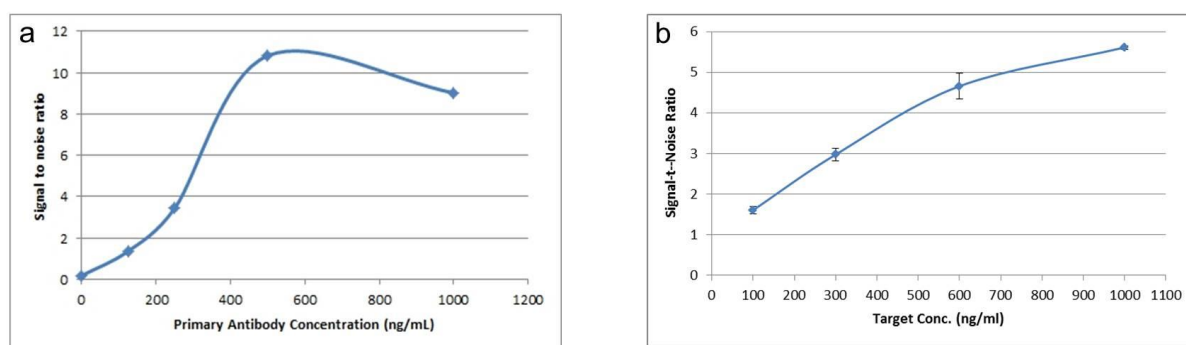 a
12
10
8
6
4
2
0
0 200 400 600 800 1000 1200
Signal to noise ratio
Primary Antibody Concentration (ng/mL)
b
6
5
4
3
2
1
0
0 100 200 300 400 500 600 700 800 900 1000 1100
Signal-t--Noise Ratio
Target Conc. (ng/ml)